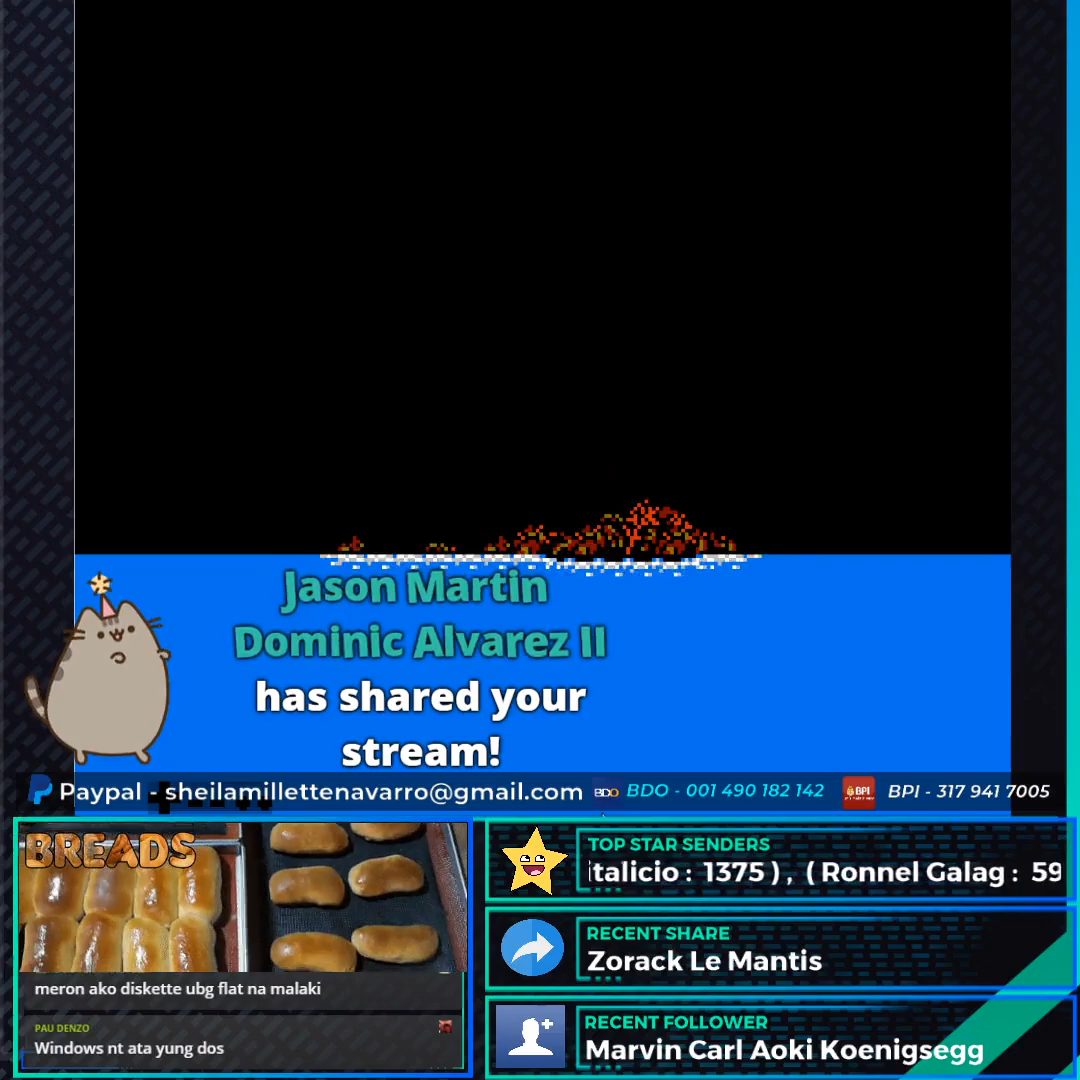 Jason Martin
Dominic Alvarez II
has shared your
stream!
Paypal - sheilamillettenavarro@gmail.com
BDO BDO - 001 490 182 142
BPI BPI - 317 941 7005
BREADS
meron ako diskette ubg flat na malaki
PAU DENZO
Windows nt ata yung dos
TOP STAR SENDERS
italicio : 1375 ) , ( Ronnel Galag : 59
RECENT SHARE
Zorack Le Mantis
RECENT FOLLOWER
Marvin Carl Aoki Koenigsegg